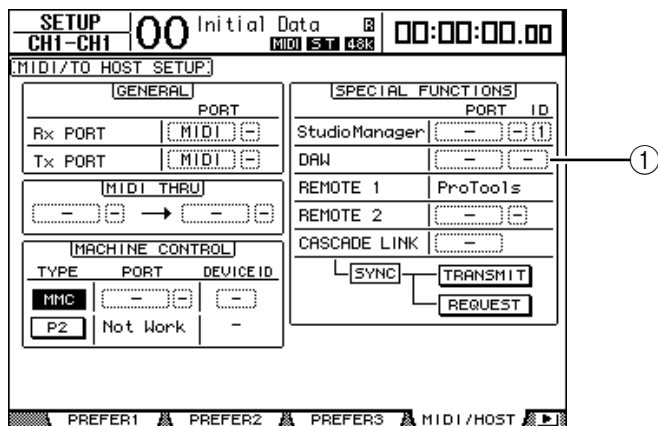 SETUP
CH1-CH1
00
Initial Data
R
MIDI ST 48K
00:00:00.00
MIDI/TO HOST SETUP
GENERAL
PORT
Rx PORT MIDI -
Tx PORT MIDI -
MIDI THRU
- - → - -
MACHINE CONTROL
TYPE PORT DEVICE ID
MMC - - -
P2 Not Work -
SPECIAL FUNCTIONS
PORT ID
StudioManager - - 1
DAW - -
REMOTE 1 ProTools
REMOTE 2 - -
CASCADE LINK -
SYNC TRANSMIT
REQUEST
1
PREFER1 PREFER2 PREFER3 MIDI/HOST